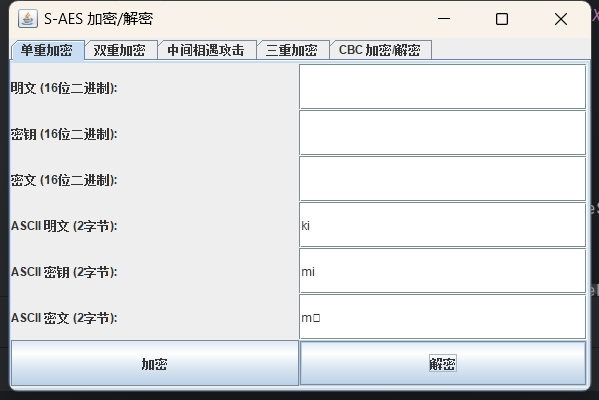 S-AES 加密/解密
单重加密 双重加密 中间相遇攻击 三重加密 CBC 加密/解密
明文 (16位二进制):
密钥 (16位二进制):
密文 (16位二进制):
ASCII 明文 (2字节): ki
ASCII 密钥 (2字节): mi
ASCII 密文 (2字节): m□
加密 解密